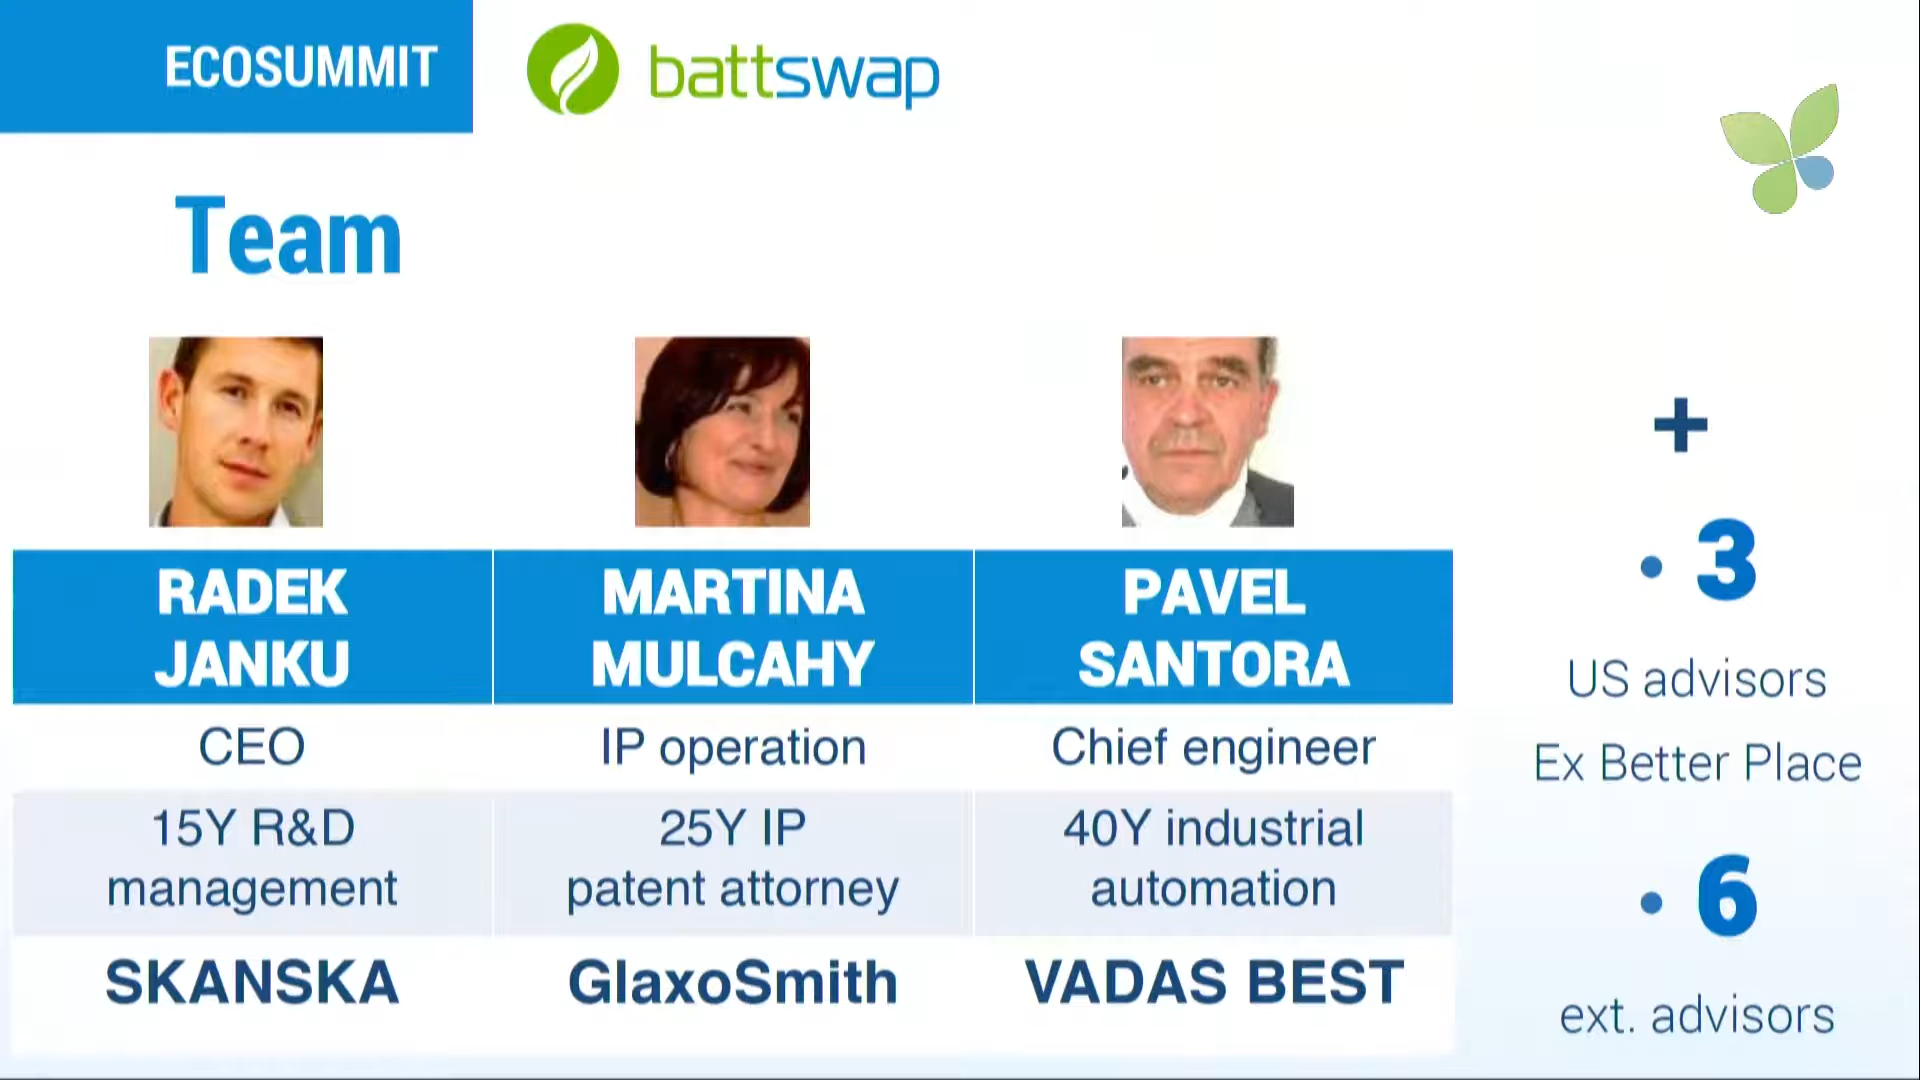 ECOSUMMIT
battswap
Team
RADEK
JANKU
MARTINA
MULCAHY
PAVEL
SANTORA
CEO
IP operation
Chief engineer
15Y R&D
management
25Y IP
patent attorney
40Y industrial
automation
SKANSKA
GlaxoSmith
VADAS BEST
+
• 3
US advisors
Ex Better Place
• 6
ext. advisors